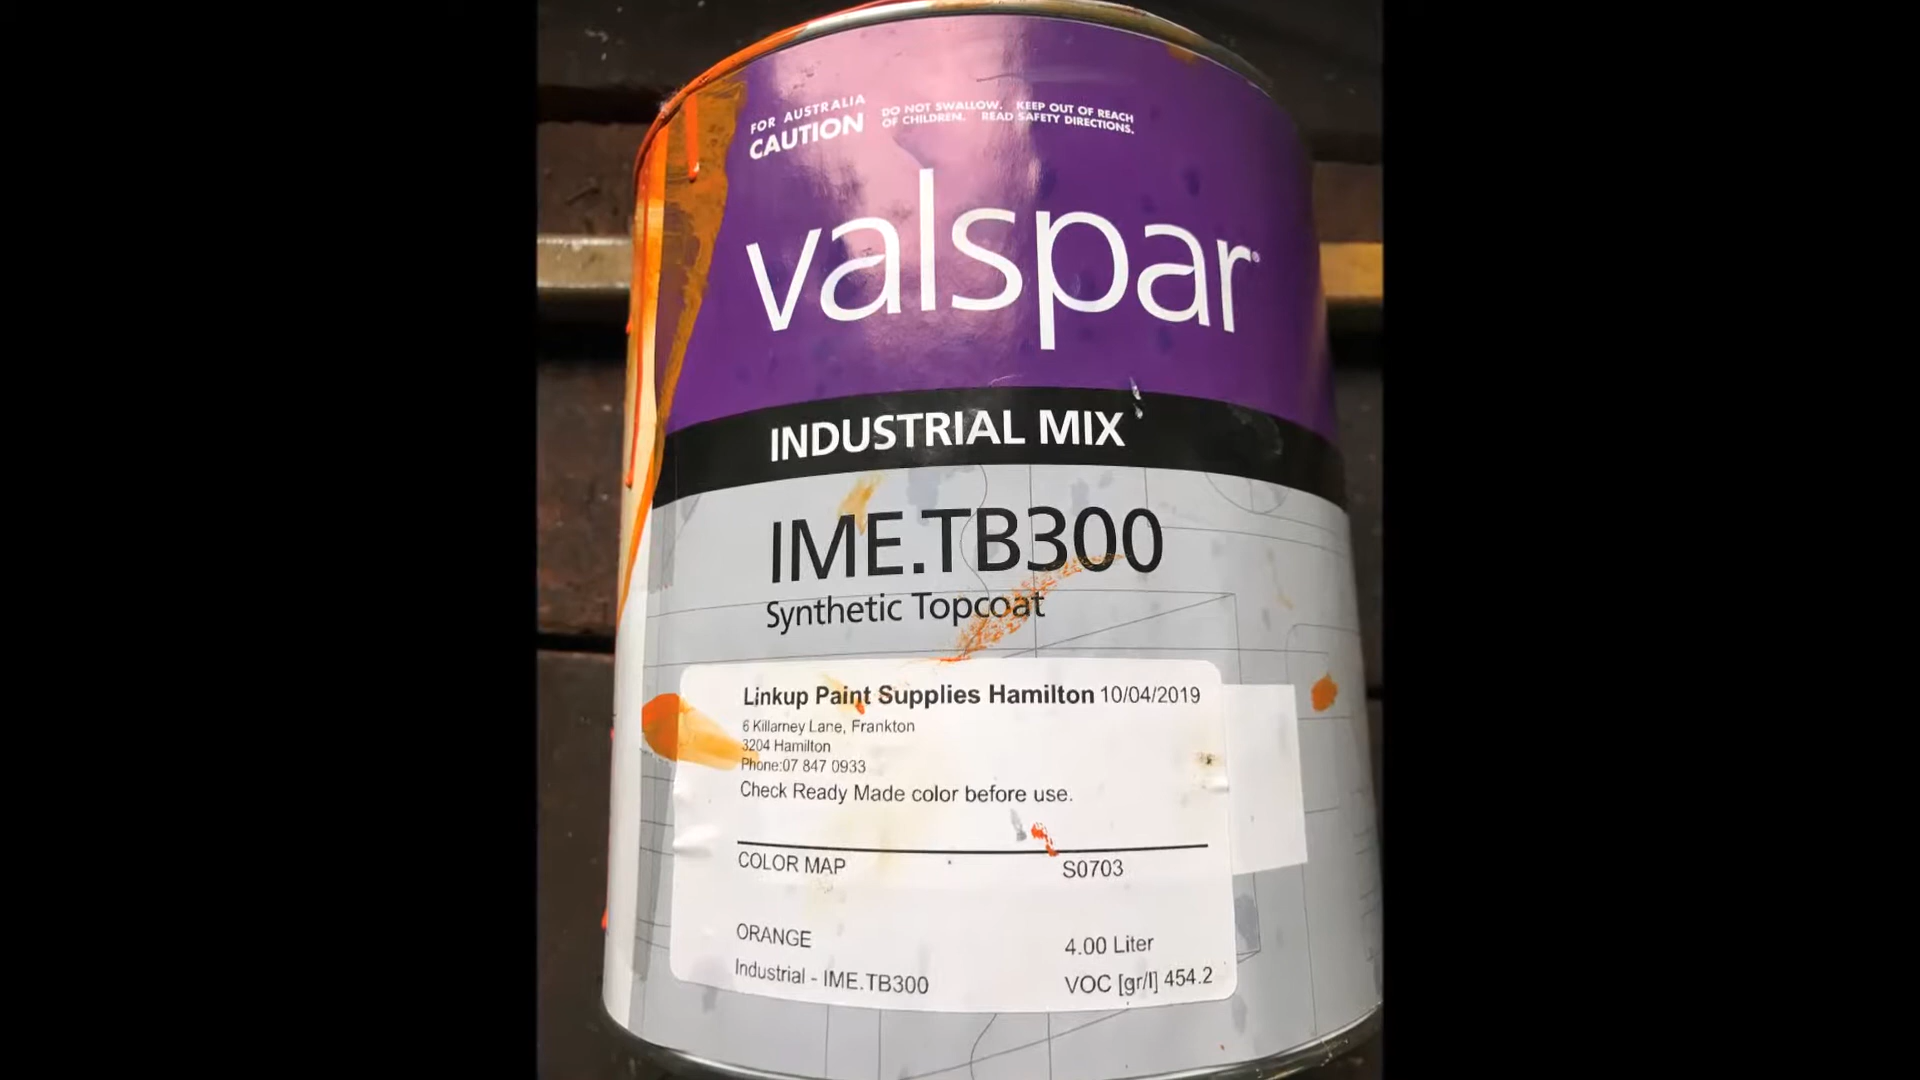 FOR AUSTRALIA
CAUTION
DO NOT SWALLOW. KEEP OUT OF REACH
OF CHILDREN. READ SAFETY DIRECTIONS.
valspar®
INDUSTRIAL MIX
IME.TB300
Synthetic Topcoat
Linkup Paint Supplies Hamilton 10/04/2019
6 Killarney Lane, Frankton
3204 Hamilton
Phone:07 847 0933
Check Ready Made color before use.
COLOR MAP S0703
ORANGE 4.00 Liter
Industrial - IME.TB300 VOC [gr/l] 454.2